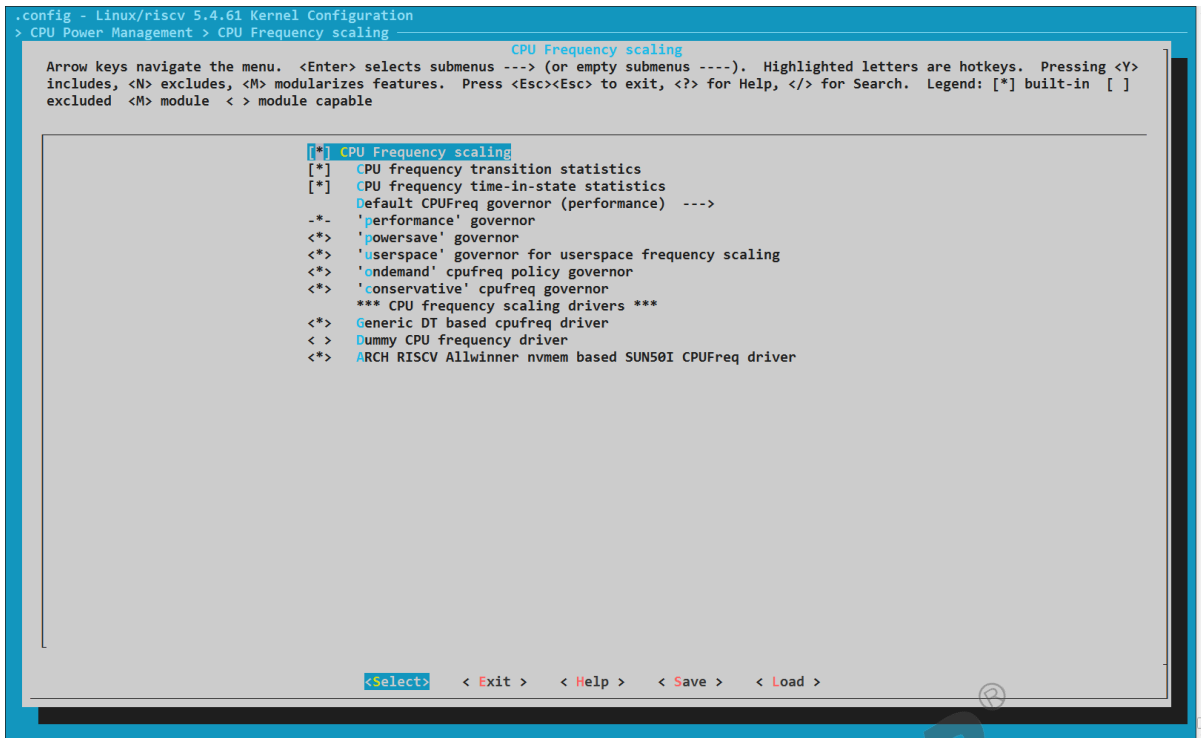 .config - Linux/riscv 5.4.61 Kernel Configuration
> CPU Power Management > CPU Frequency scaling
CPU Frequency scaling
Arrow keys navigate the menu. <Enter> selects submenus ---> (or empty submenus ----). Highlighted letters are hotkeys. Pressing <Y>
includes, <N> excludes, <M> modularizes features. Press <Esc><Esc> to exit, <?> for Help, </> for Search. Legend: [*] built-in [ ]
excluded <M> module < > module capable
[*] CPU Frequency scaling
[*] CPU frequency transition statistics
[*] CPU frequency time-in-state statistics
Default CPUFreq governor (performance) --->
-*- 'performance' governor
<*> 'powersave' governor
<*> 'userspace' governor for userspace frequency scaling
<*> 'ondemand' cpufreq policy governor
<*> 'conservative' cpufreq governor
*** CPU frequency scaling drivers ***
<*> Generic DT based cpufreq driver
< > Dummy CPU frequency driver
<*> ARCH RISCV Allwinner nvmem based SUN50I CPUFreq driver
<Select> < Exit > < Help > < Save > < Load >
®